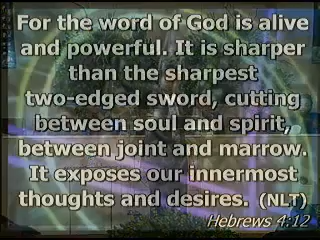 For the word of God is alive
and powerful. It is sharper
than the sharpest
two-edged sword, cutting
between soul and spirit,
between joint and marrow.
It exposes our innermost
thoughts and desires. (NLT)
Hebrews 4:12